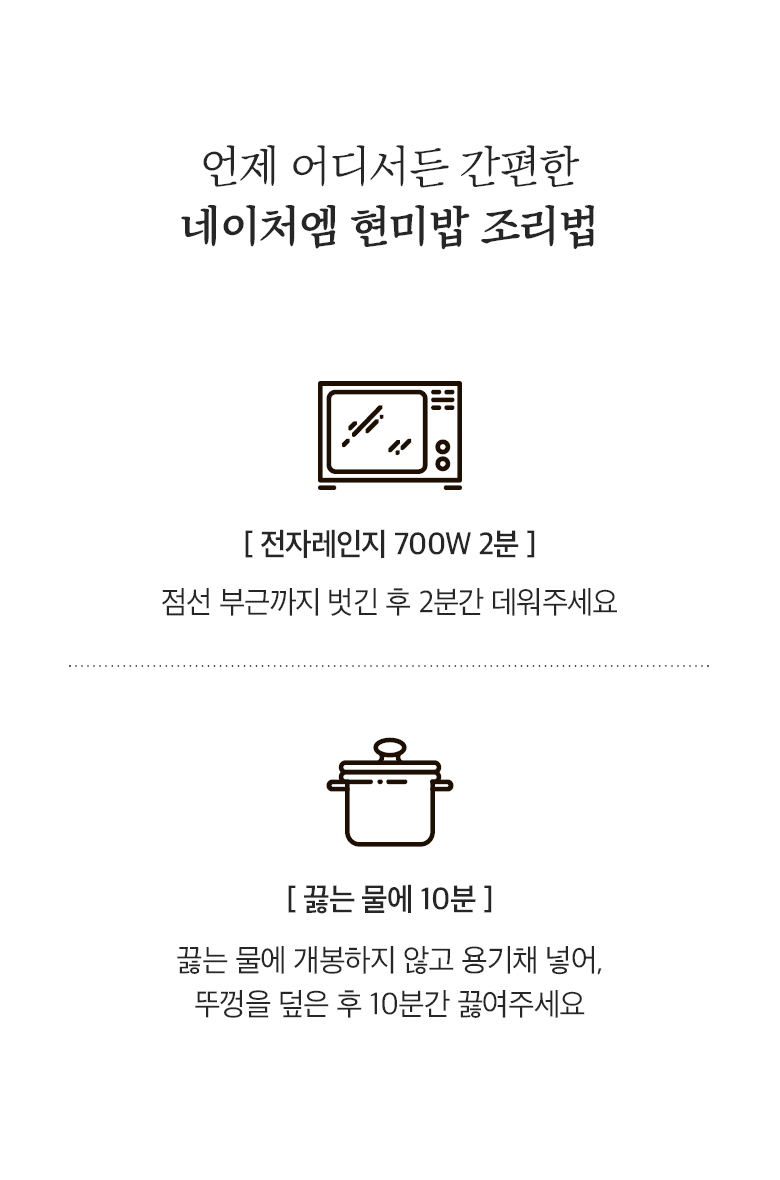 언제 어디서든 간편한
네이처엠 현미밥 조리법
[ 전자레인지 700W 2분 ]
점선 부근까지 벗긴 후 2분간 데워주세요
[ 끓는 물에 10분 ]
끓는 물에 개봉하지 않고 용기채 넣어,
뚜껑을 덮은 후 10분간 끓여주세요